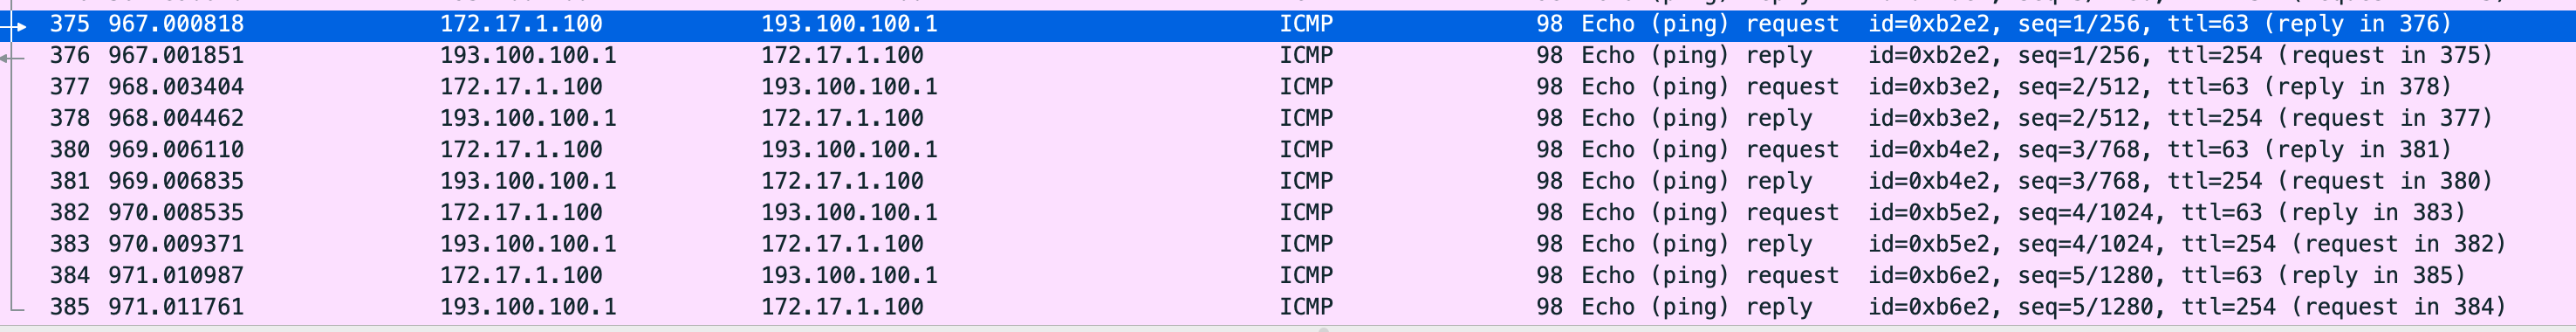 375 967.000818 172.17.1.100 193.100.100.1 ICMP 98 Echo (ping) request id=0xb2e2, seq=1/256, ttl=63 (reply in 376)
376 967.001851 193.100.100.1 172.17.1.100 ICMP 98 Echo (ping) reply id=0xb2e2, seq=1/256, ttl=254 (request in 375)
377 968.003404 172.17.1.100 193.100.100.1 ICMP 98 Echo (ping) request id=0xb3e2, seq=2/512, ttl=63 (reply in 378)
378 968.004462 193.100.100.1 172.17.1.100 ICMP 98 Echo (ping) reply id=0xb3e2, seq=2/512, ttl=254 (request in 377)
380 969.006110 172.17.1.100 193.100.100.1 ICMP 98 Echo (ping) request id=0xb4e2, seq=3/768, ttl=63 (reply in 381)
381 969.006835 193.100.100.1 172.17.1.100 ICMP 98 Echo (ping) reply id=0xb4e2, seq=3/768, ttl=254 (request in 380)
382 970.008535 172.17.1.100 193.100.100.1 ICMP 98 Echo (ping) request id=0xb5e2, seq=4/1024, ttl=63 (reply in 383)
383 970.009371 193.100.100.1 172.17.1.100 ICMP 98 Echo (ping) reply id=0xb5e2, seq=4/1024, ttl=254 (request in 382)
384 971.010987 172.17.1.100 193.100.100.1 ICMP 98 Echo (ping) request id=0xb6e2, seq=5/1280, ttl=63 (reply in 385)
385 971.011761 193.100.100.1 172.17.1.100 ICMP 98 Echo (ping) reply id=0xb6e2, seq=5/1280, ttl=254 (request in 384)